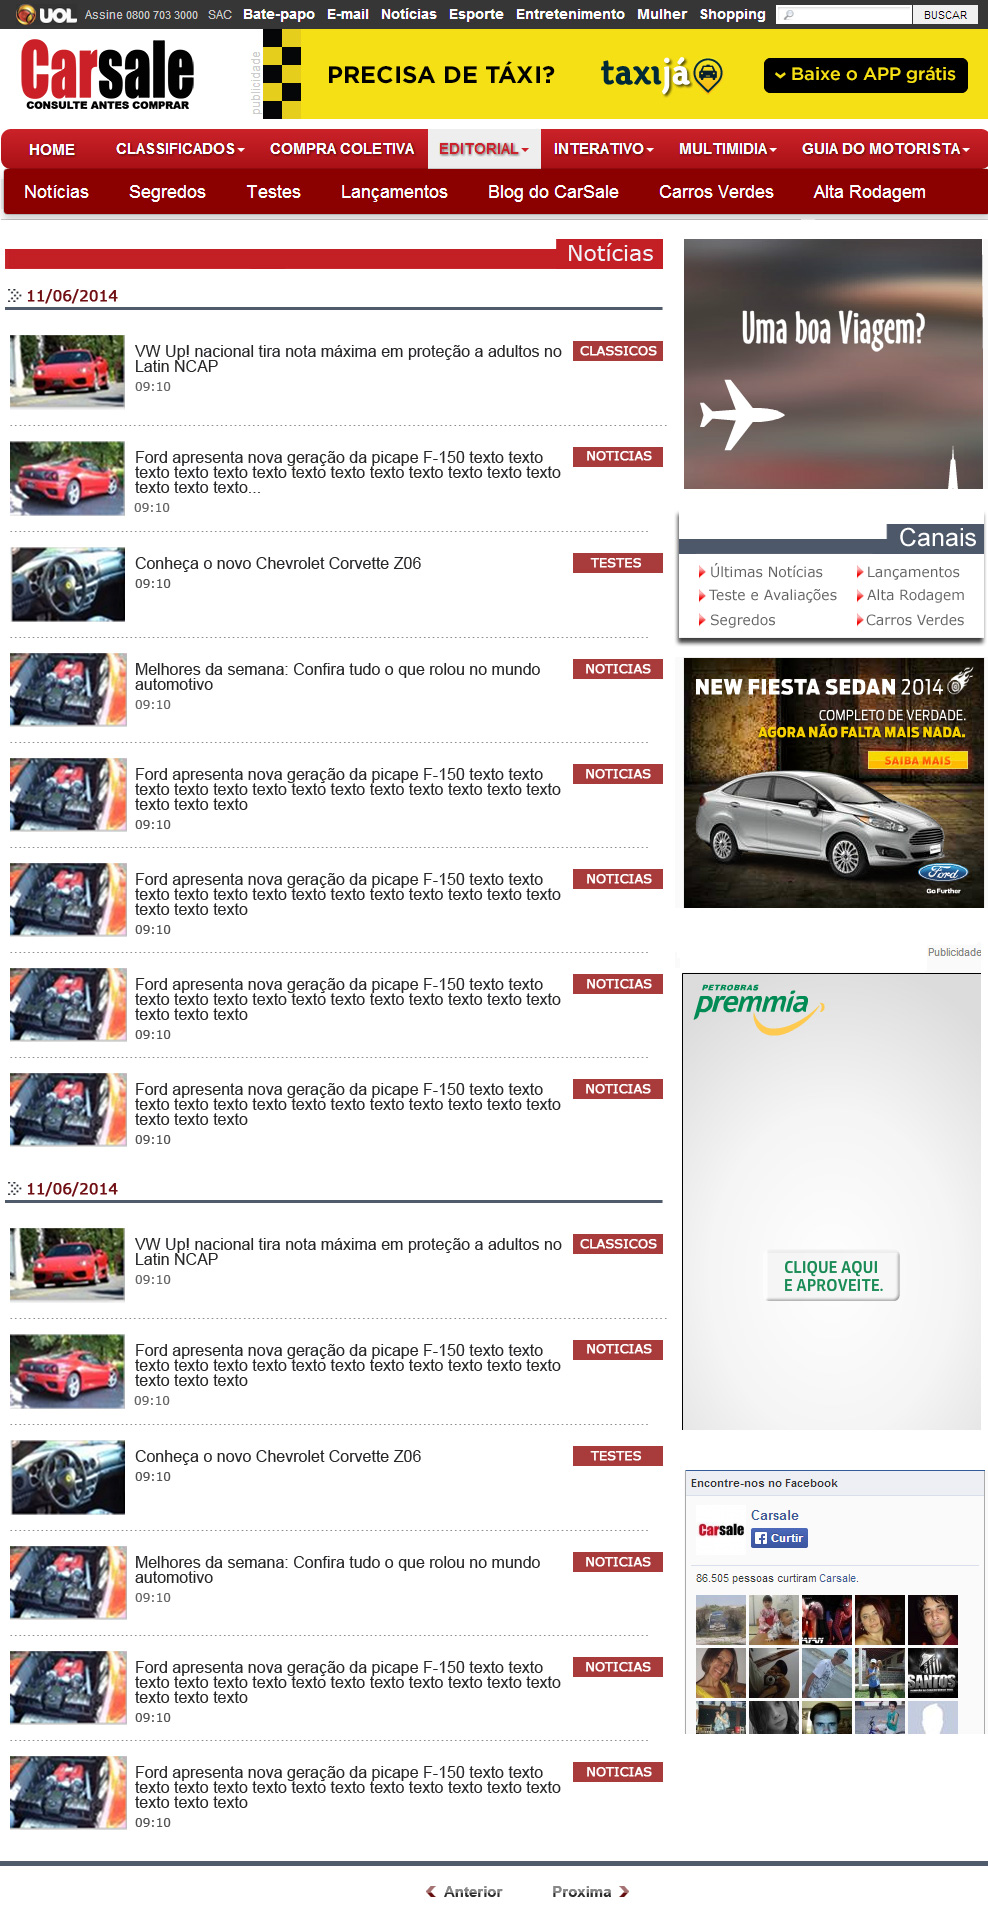 UOL Assine 0800 703 3000 SAC Bate-papo E-mail Notícias Esporte Entretenimento Mulher Shopping BUSCAR
Carsale
CONSULTE ANTES COMPRAR
publicidade
PRECISA DE TÁXI?
taxijá
Baixe o APP grátis
HOME CLASSIFICADOS COMPRA COLETIVA EDITORIAL INTERATIVO MULTIMIDIA GUIA DO MOTORISTA
Notícias Segredos Testes Lançamentos Blog do CarSale Carros Verdes Alta Rodagem
Notícias
11/06/2014
VW Up! nacional tira nota máxima em proteção a adultos no
Latin NCAP
09:10
CLASSICOS
Ford apresenta nova geração da picape F-150 texto texto
texto texto texto texto texto texto texto texto texto texto texto
texto texto texto...
09:10
NOTICIAS
Conheça o novo Chevrolet Corvette Z06
09:10
TESTES
Melhores da semana: Confira tudo o que rolou no mundo
automotivo
09:10
NOTICIAS
Ford apresenta nova geração da picape F-150 texto texto
texto texto texto texto texto texto texto texto texto texto texto
texto texto texto
09:10
NOTICIAS
Ford apresenta nova geração da picape F-150 texto texto
texto texto texto texto texto texto texto texto texto texto texto
texto texto texto
09:10
NOTICIAS
Ford apresenta nova geração da picape F-150 texto texto
texto texto texto texto texto texto texto texto texto texto texto
texto texto texto
09:10
NOTICIAS
Ford apresenta nova geração da picape F-150 texto texto
texto texto texto texto texto texto texto texto texto texto texto
texto texto texto
09:10
NOTICIAS
11/06/2014
VW Up! nacional tira nota máxima em proteção a adultos no
Latin NCAP
09:10
CLASSICOS
Ford apresenta nova geração da picape F-150 texto texto
texto texto texto texto texto texto texto texto texto texto texto
texto texto texto
09:10
NOTICIAS
Conheça o novo Chevrolet Corvette Z06
09:10
TESTES
Melhores da semana: Confira tudo o que rolou no mundo
automotivo
09:10
NOTICIAS
Ford apresenta nova geração da picape F-150 texto texto
texto texto texto texto texto texto texto texto texto texto texto
texto texto texto
09:10
NOTICIAS
Ford apresenta nova geração da picape F-150 texto texto
texto texto texto texto texto texto texto texto texto texto texto
texto texto texto
09:10
NOTICIAS
Anterior Proxima
Uma boa Viagem?
Canais
Últimas Notícias Lançamentos
Teste e Avaliações Alta Rodagem
Segredos Carros Verdes
NEW FIESTA SEDAN 2014
COMPLETO DE VERDADE.
AGORA NÃO FALTA MAIS NADA.
SAIBA MAIS
Ford
Go Further
Publicidade
PETROBRAS
premmia
CLIQUE AQUI
E APROVEITE.
Encontre-nos no Facebook
Carsale
Carsale
Curtir
86.505 pessoas curtiram Carsale.
SANTOS